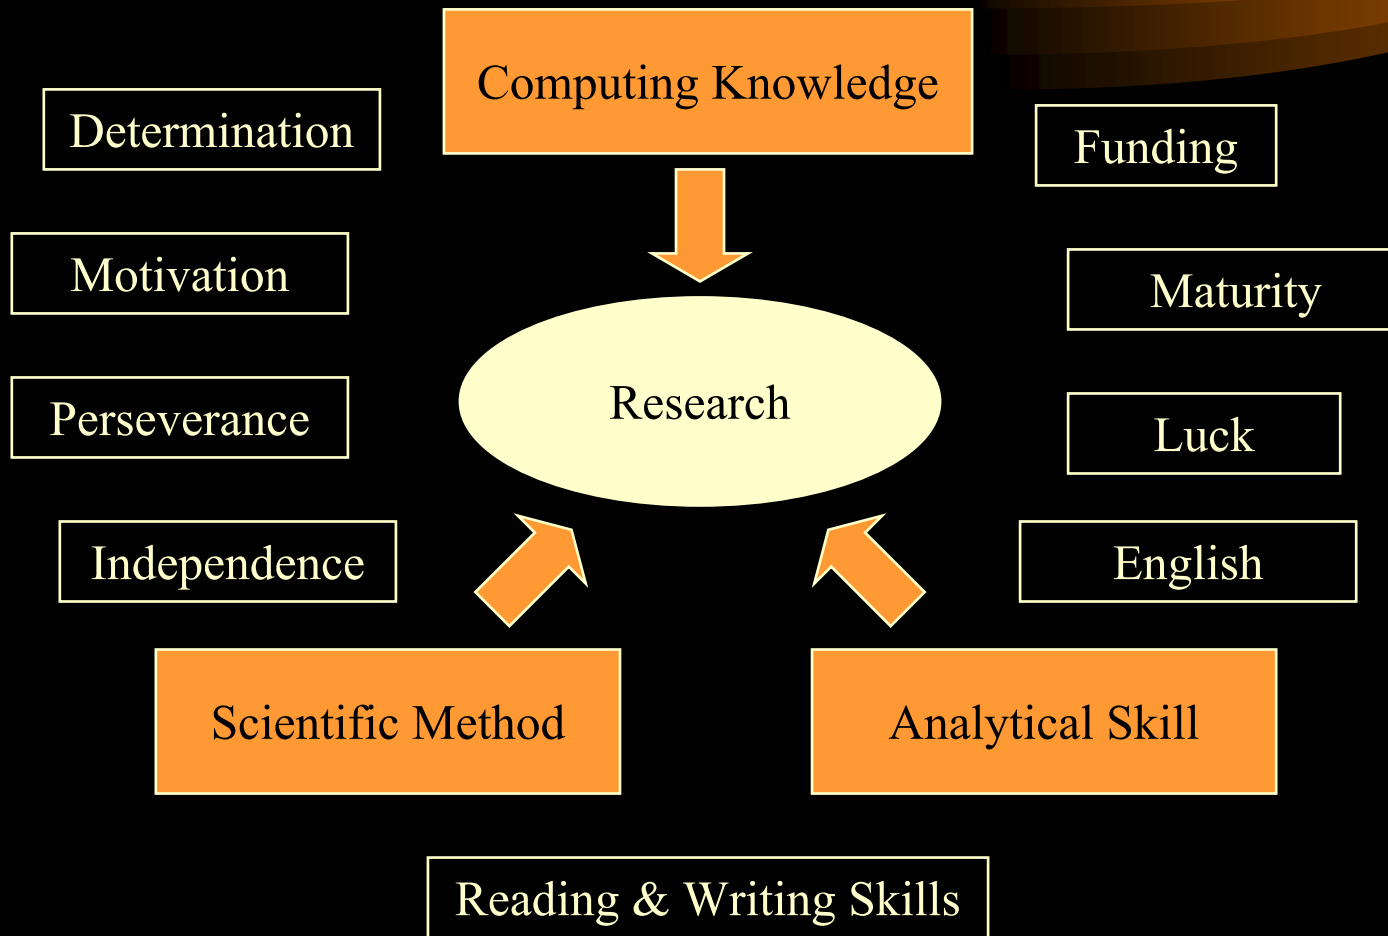 Computing Knowledge
Determination
Funding
Motivation
Maturity
Perseverance
Research
Luck
Independence
English
Scientific Method
Analytical Skill
Reading & Writing Skills